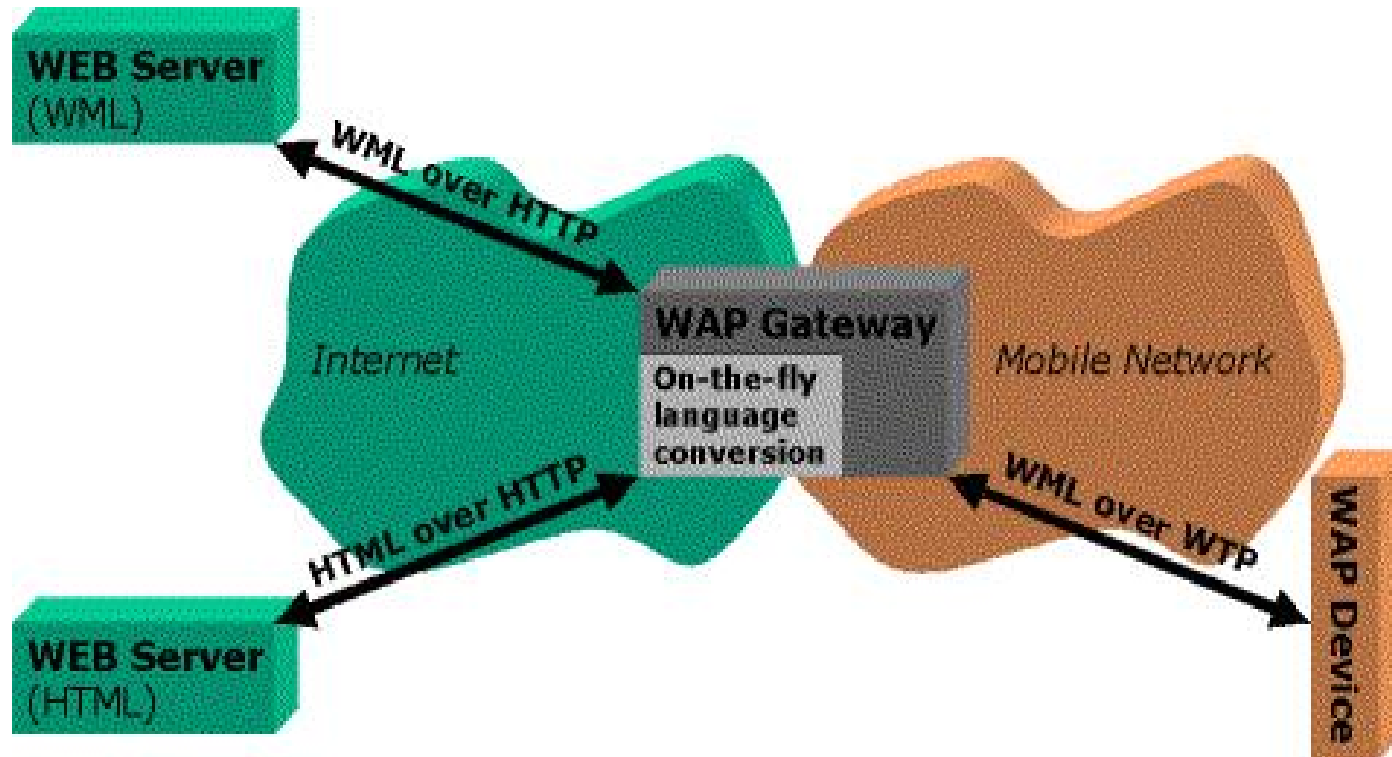 WEB Server
(WML)
WML over HTTP
Internet
WAP Gateway
On-the-fly
language
conversion
Mobile Network
HTML over HTTP
WML over WTP
WAP Device
WEB Server
(HTML)